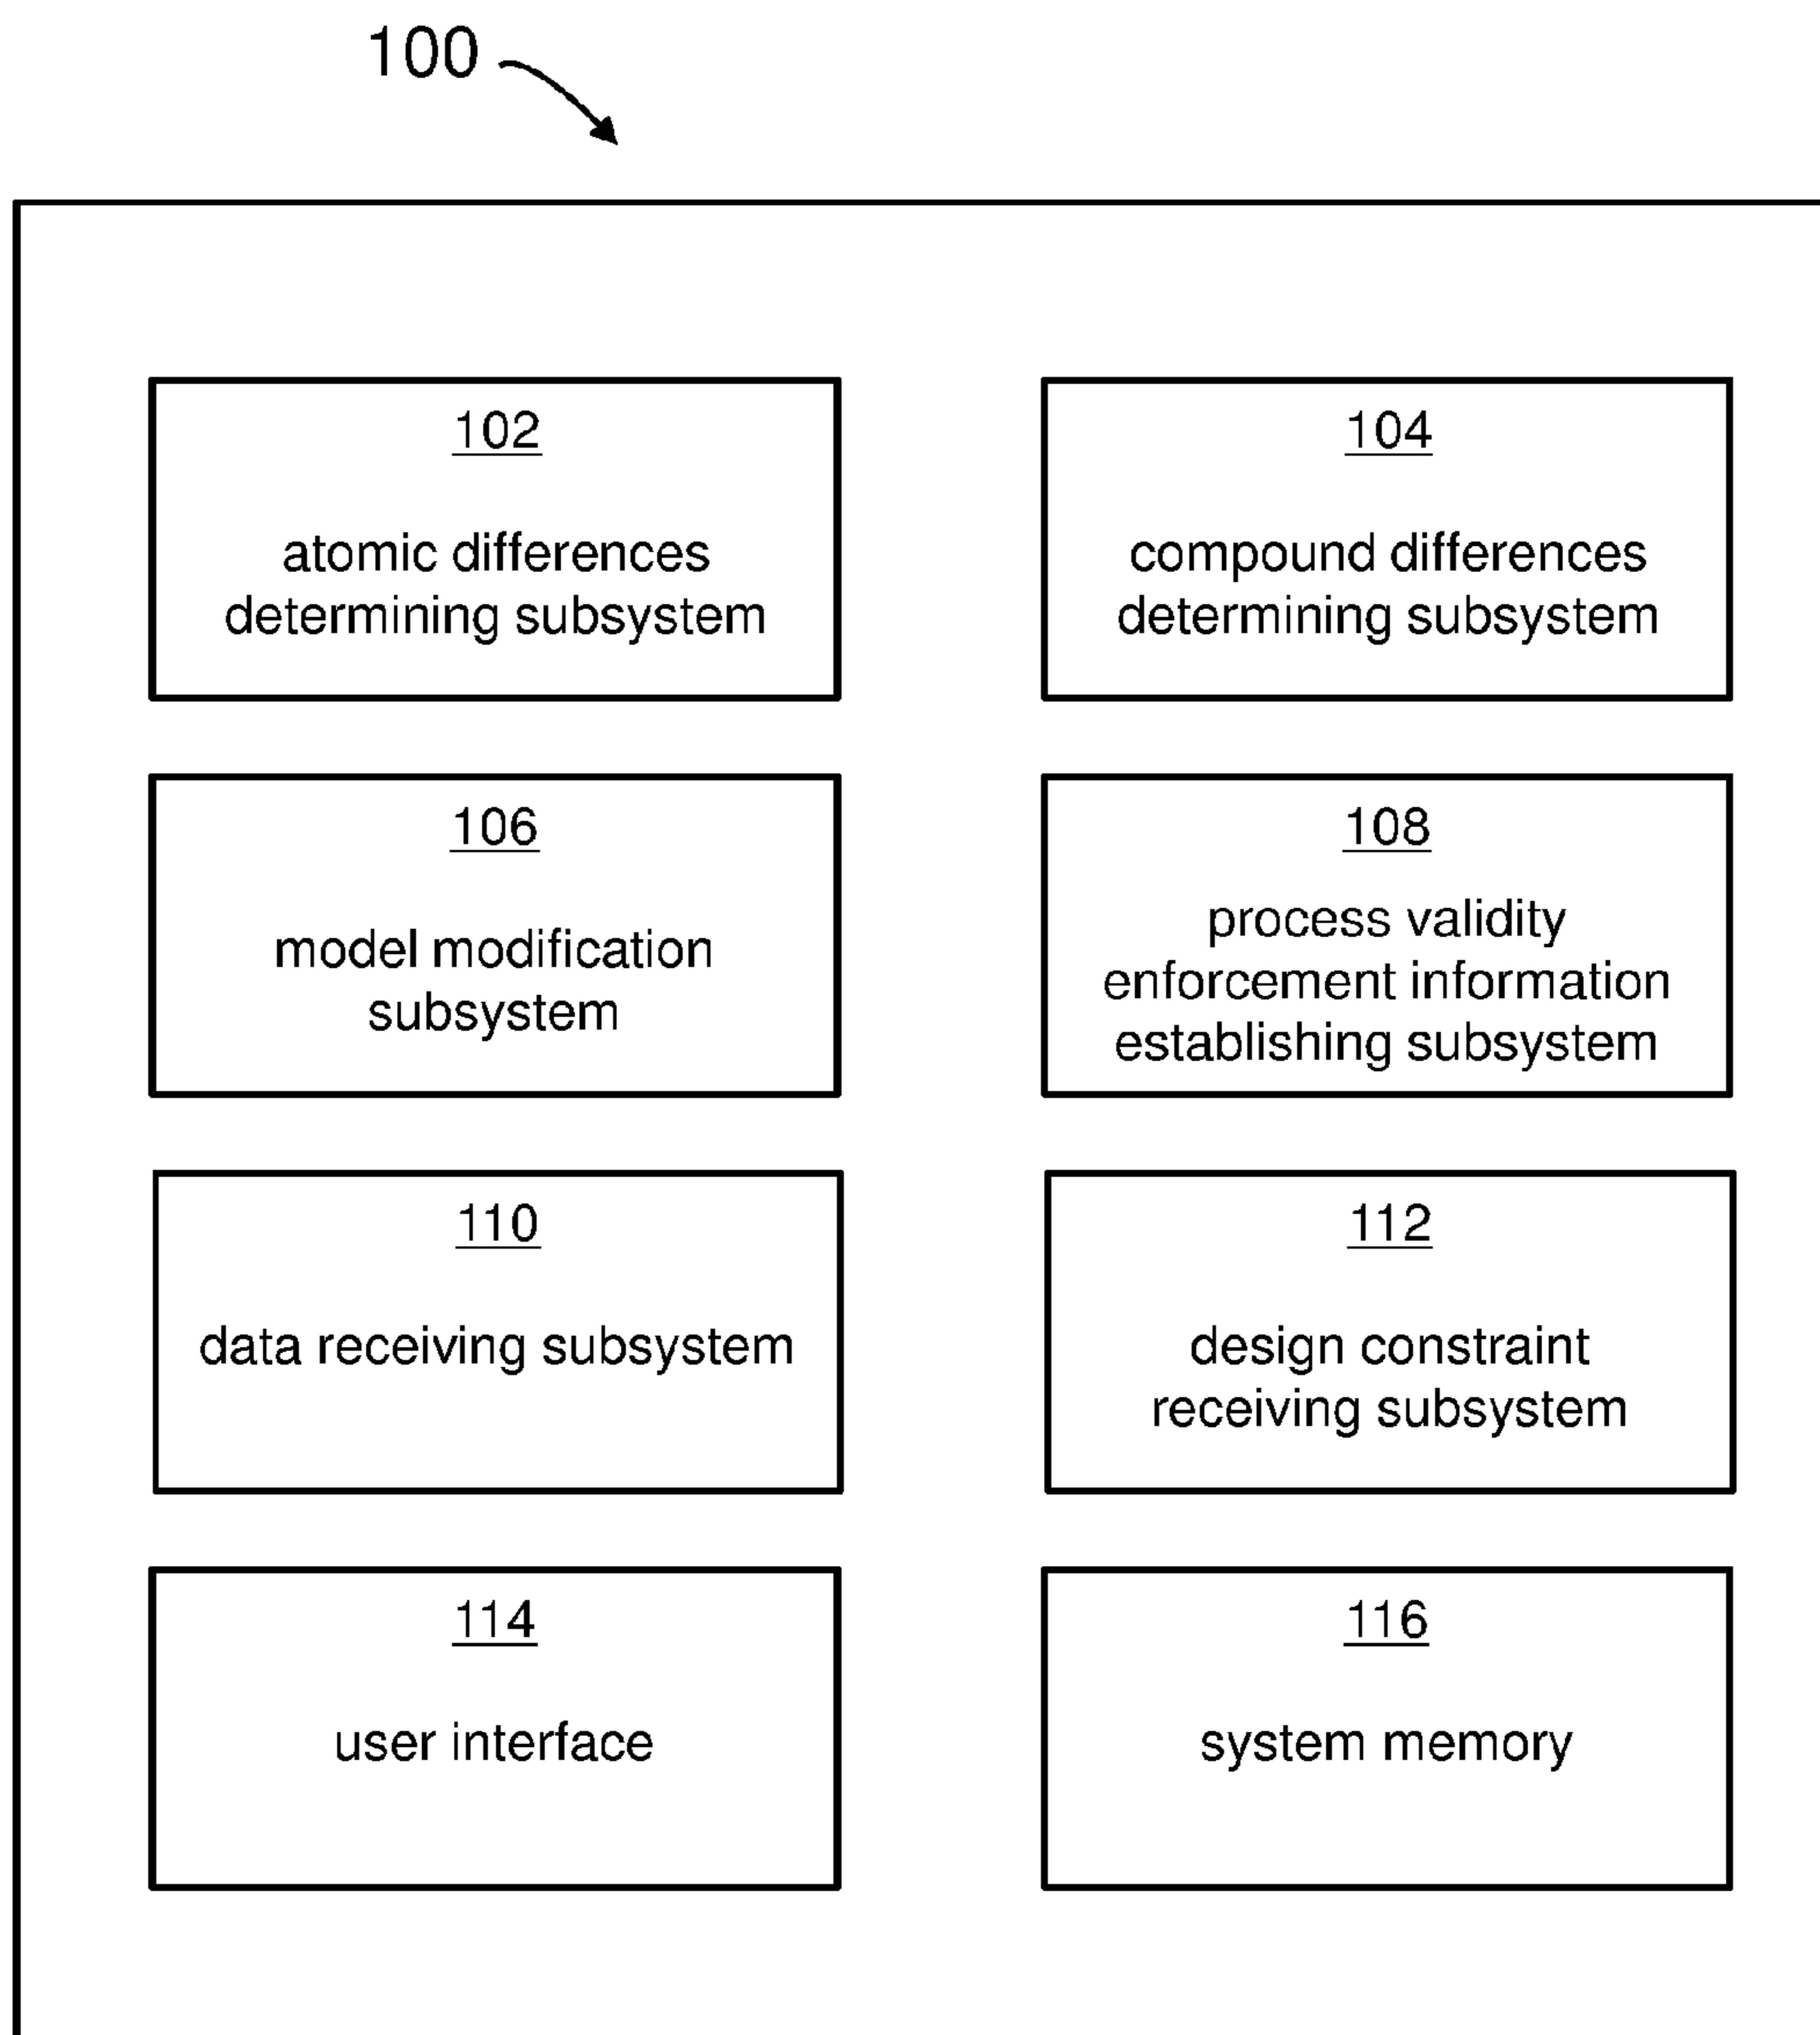 100
102
atomic differences
determining subsystem
104
compound differences
determining subsystem
106
model modification
subsystem
108
process validity
enforcement information
establishing subsystem
110
data receiving subsystem
112
design constraint
receiving subsystem
114
user interface
116
system memory